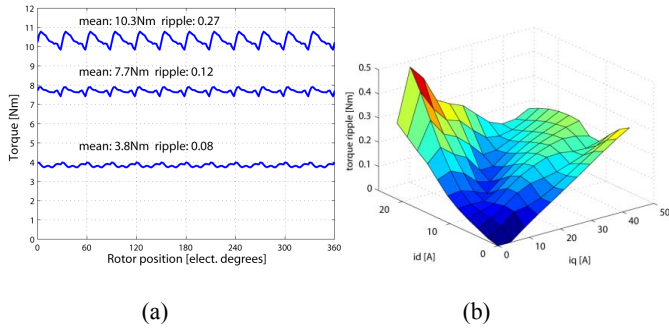 12
11
10
9
8
7
6
5
4
3
2
1
0
Torque [Nm]
mean: 10.3Nm ripple: 0.27
mean: 7.7Nm ripple: 0.12
mean: 3.8Nm ripple: 0.08
0 60 120 180 240 300 360
Rotor position [elect. degrees]
(a)
0.5
0.4
0.3
0.2
0.1
0
torque ripple [Nm]
20
10
0
id [A]
0
10
20
30
40
50
iq [A]
(b)